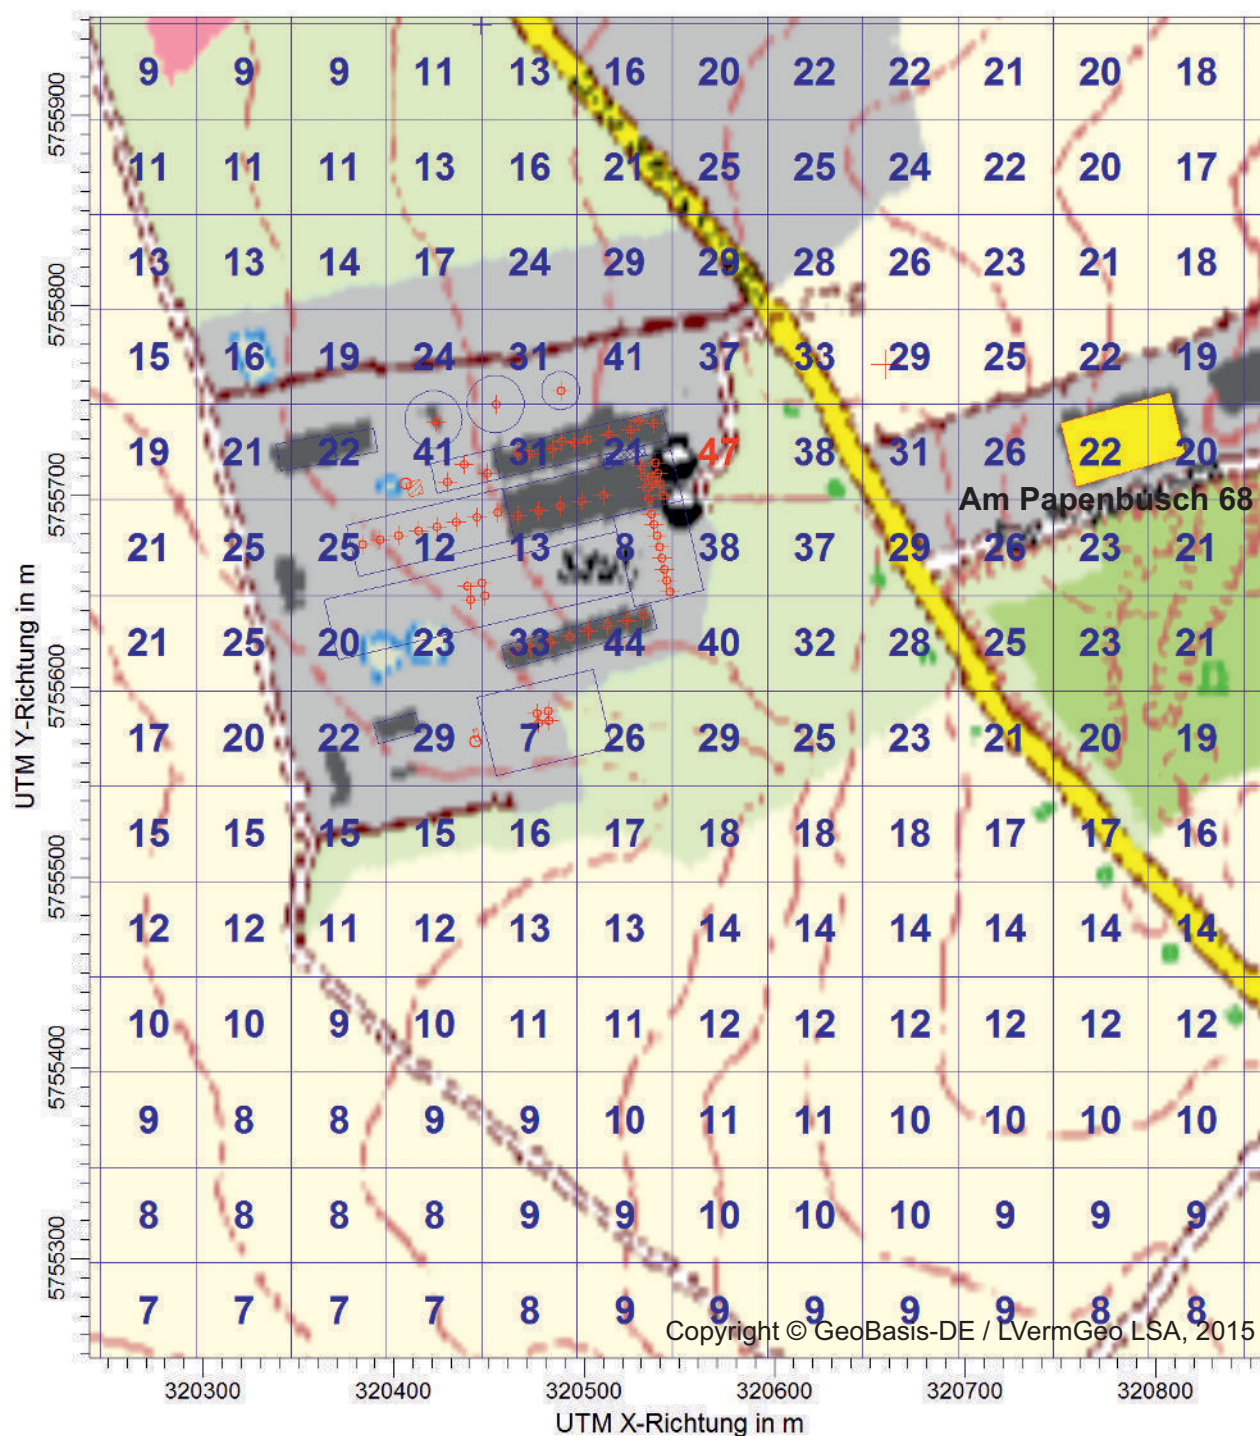 9 9 9 11 13 16 20 22 22 21 20 18
5755900
11 11 11 13 16 21 25 25 24 22 20 17
13 13 14 17 24 29 29 28 26 23 21 18
5755800
15 16 19 24 31 41 37 33 29 25 22 19
19 21 22 41 31 21 47 38 31 26 22 20
5755700
Am Papenbusch 68
21 25 25 12 13 8 38 37 29 26 23 21
21 25 20 23 33 44 40 32 28 25 23 21
5755600
17 20 22 29 7 26 29 25 23 21 20 19
UTM Y-Richtung in m
15 15 15 15 16 17 18 18 18 17 17 16
5755500
12 12 11 12 13 13 14 14 14 14 14 14
10 10 9 10 11 11 12 12 12 12 12 12
5755400
9 8 8 9 9 10 11 11 10 10 10 10
8 8 8 8 9 9 10 10 10 9 9 9
5755300
7 7 7 7 8 9 9 9 9 9 8 8
Copyright © GeoBasis-DE / LVermGeo LSA, 2015
320300 320400 320500 320600 320700 320800
UTM X-Richtung in m